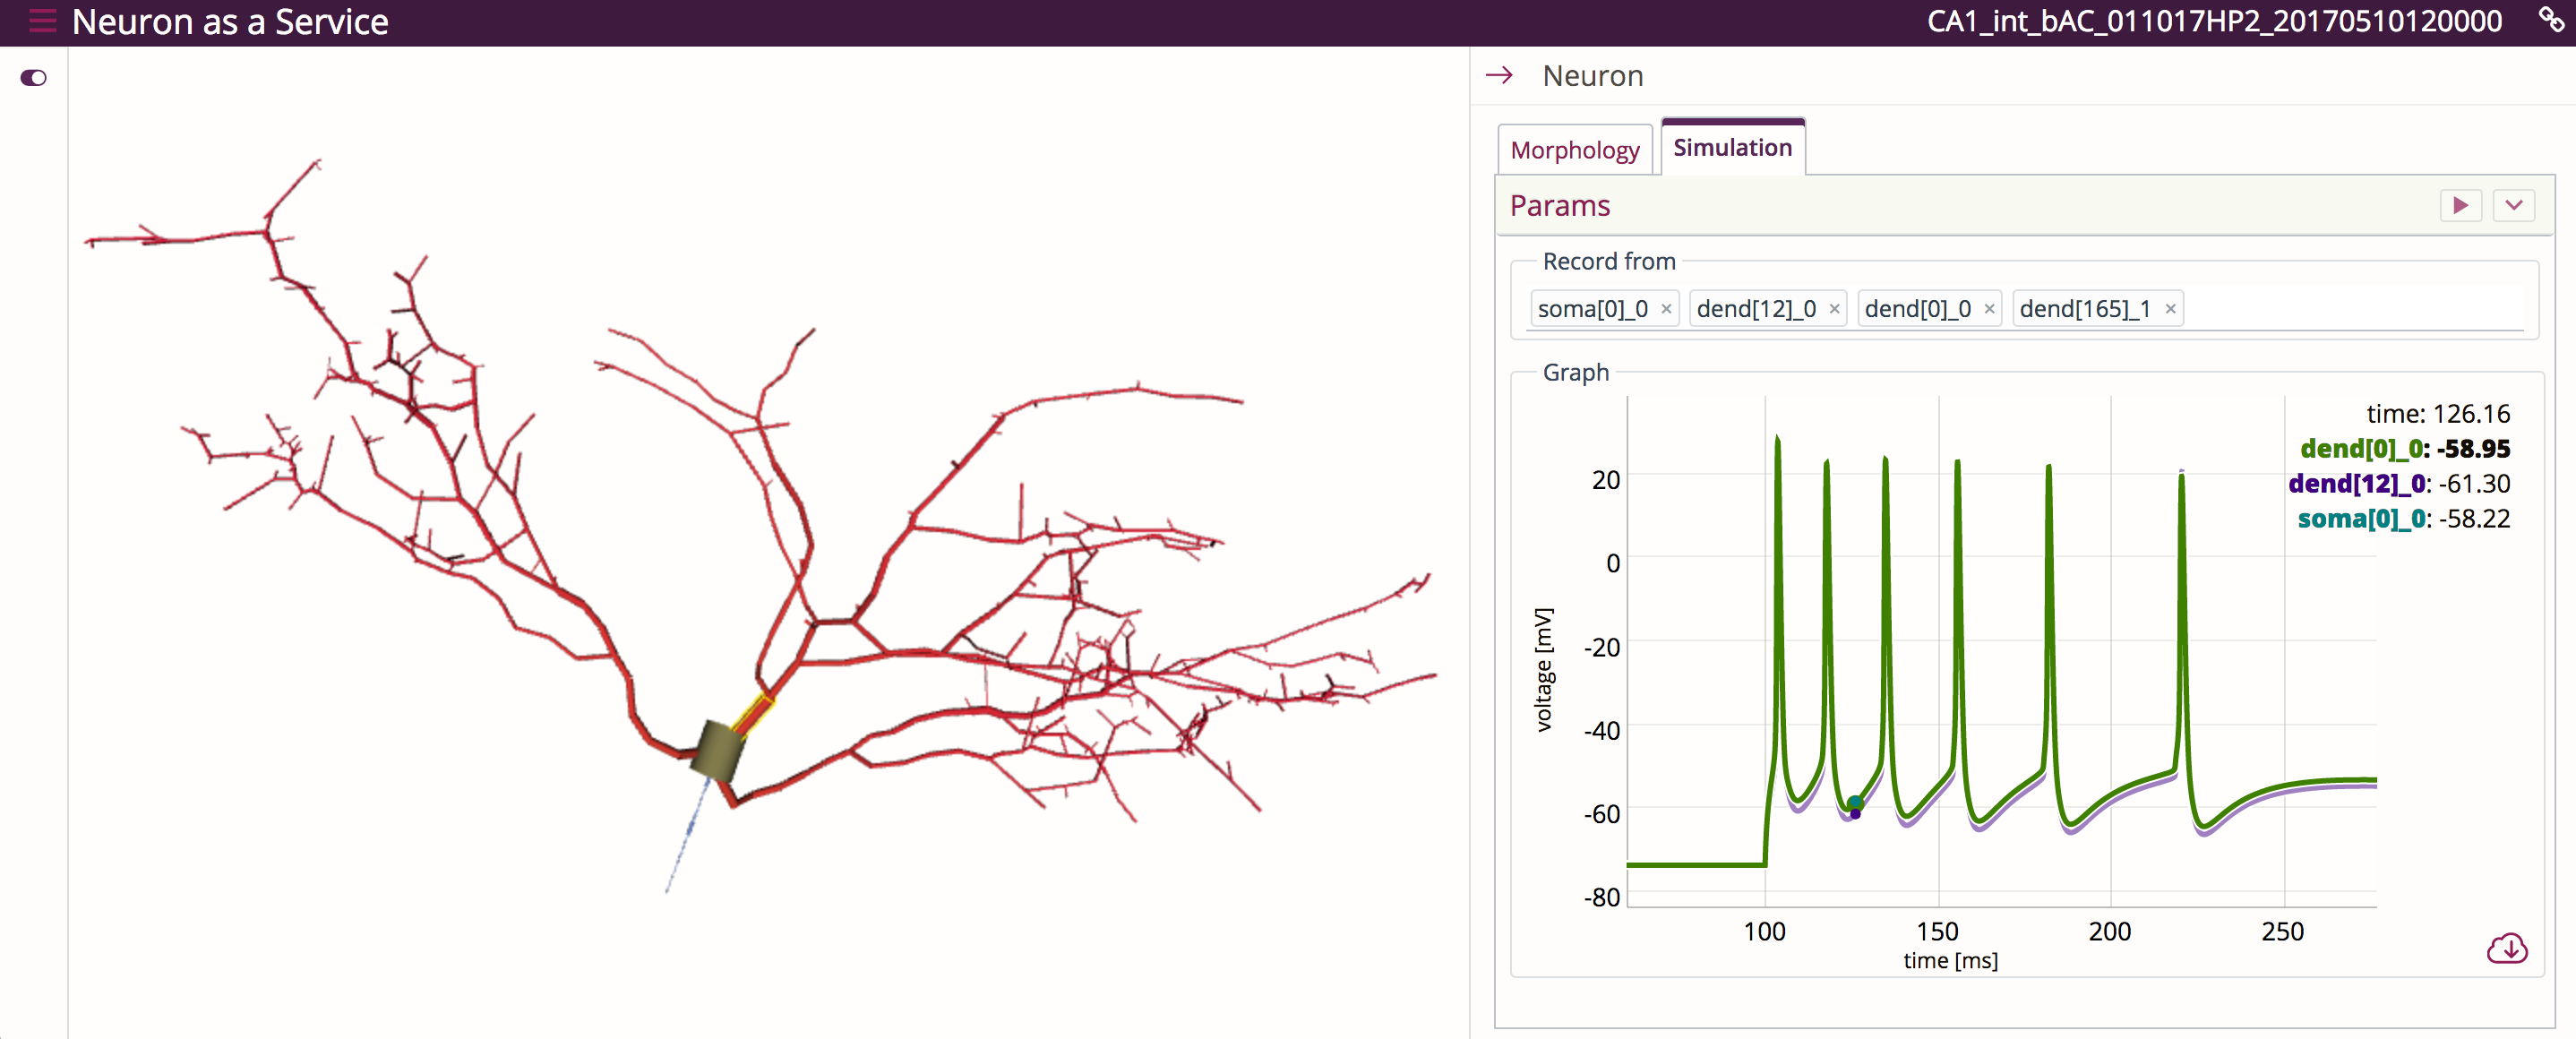 Neuron as a Service
CA1_int_bAC_011017HP2_20170510120000
Neuron
Morphology
Simulation
Params
Record from
soma[0]_0 × dend[12]_0 × dend[0]_0 × dend[165]_1 ×
Graph
time: 126.16
dend[0]_0: -58.95
dend[12]_0: -61.30
soma[0]_0: -58.22
20
0
-20
-40
-60
-80
voltage [mV]
100 150 200 250
time [ms]